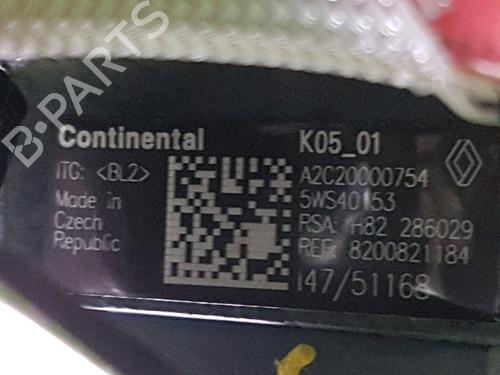 B-PARTS
Continental
ITC: <BL2>
Made in
Czech
Republic
K05_01
A2C20000754
5WS40153
RSA: H82 286029
REF: 8200821184
I47/51168